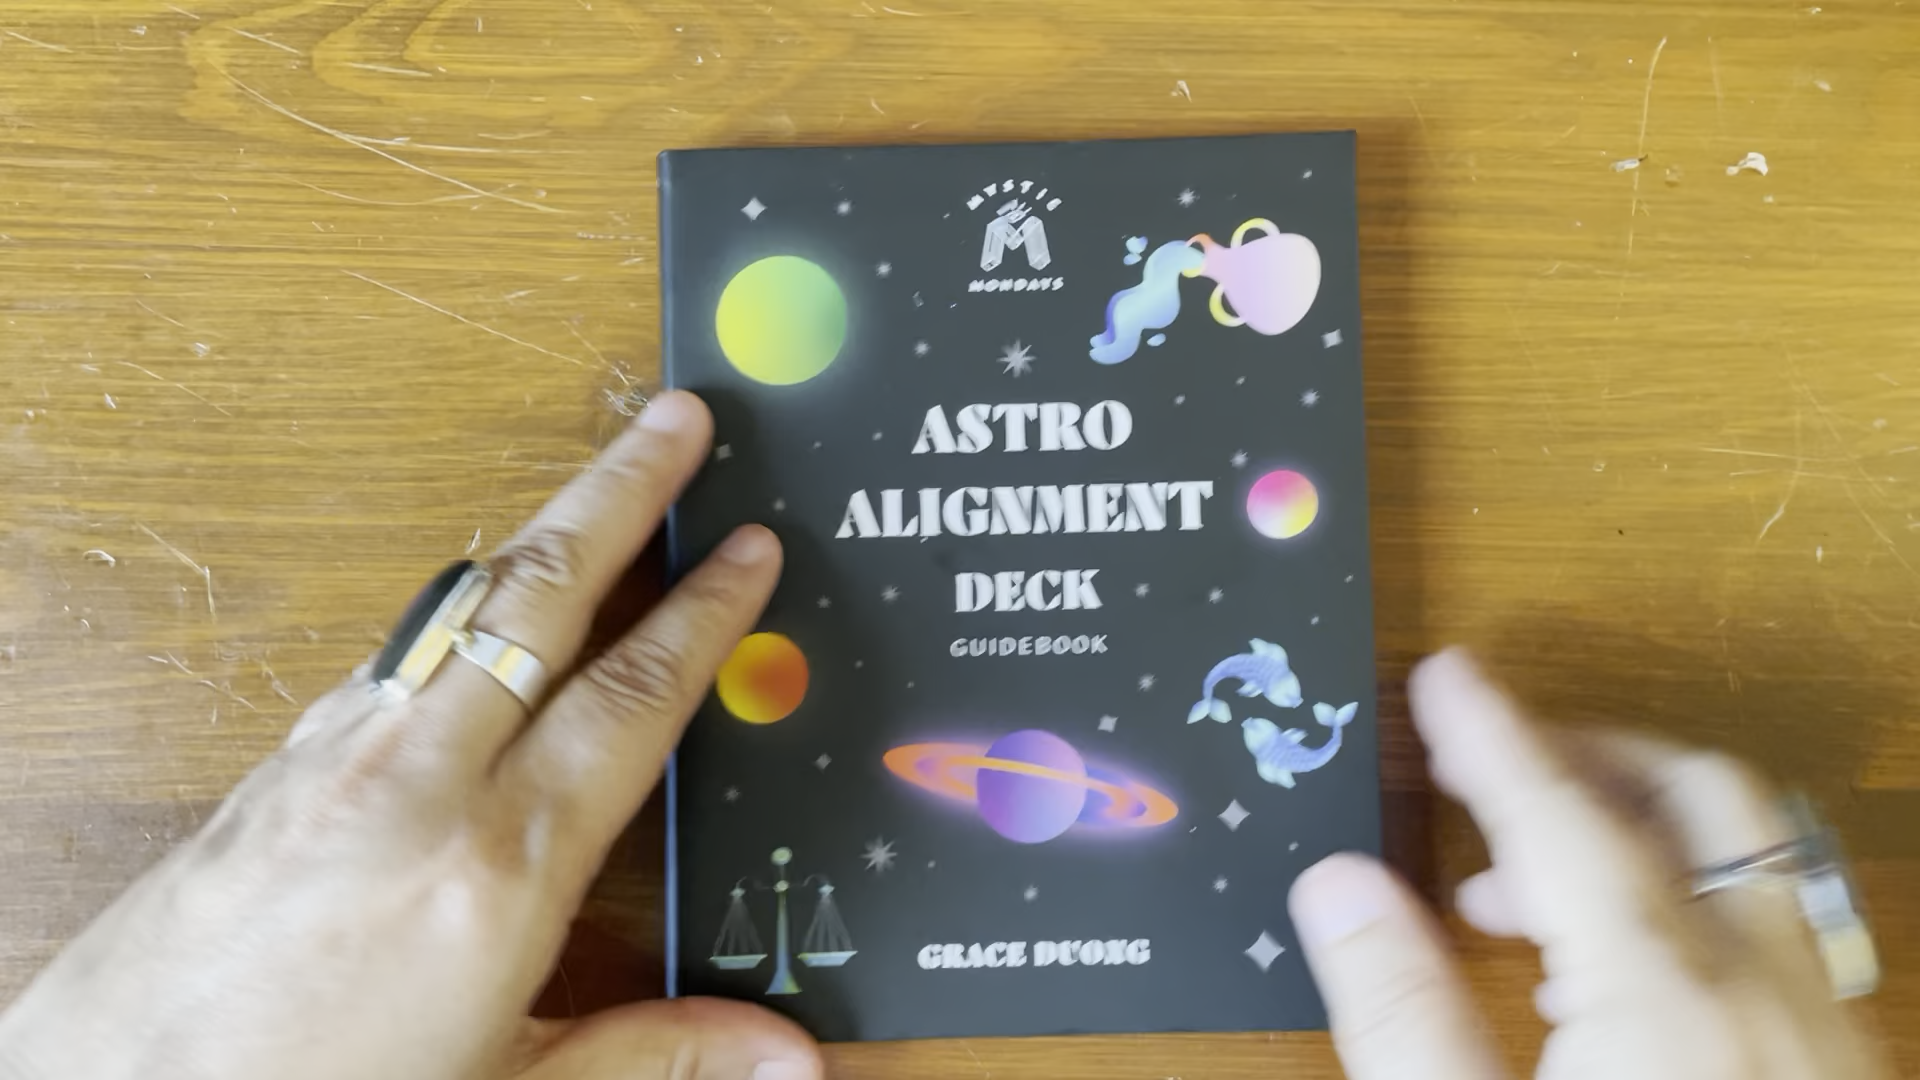 MYSTIC
M
MONDAYS
ASTRO
ALIGNMENT
DECK
GUIDEBOOK
GRACE DUONG